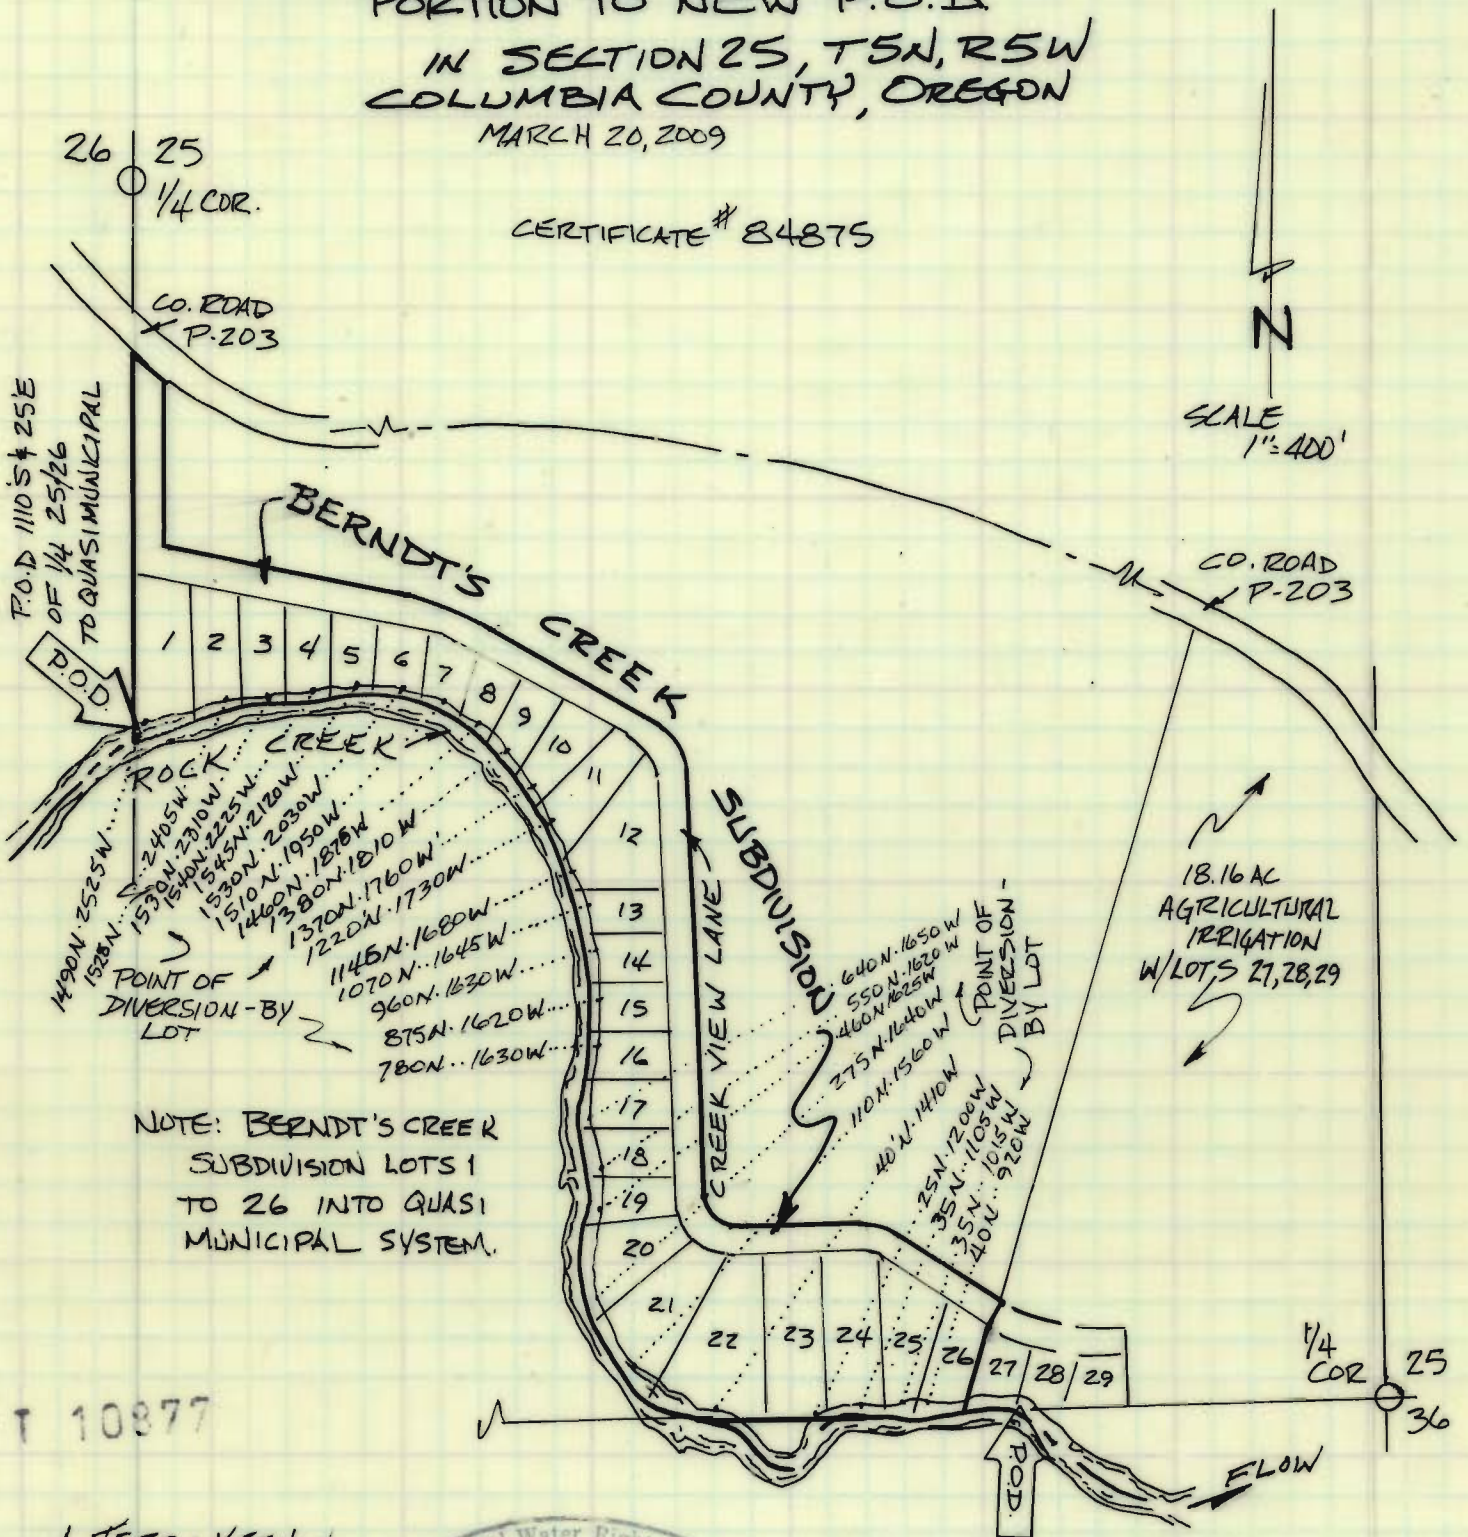 PORTION TO NEW P.O.D.
IN SECTION 25, T5N, R5W
COLUMBIA COUNTY, OREGON
MARCH 20, 2009
26 25
1/4 COR.
CERTIFICATE # 84875
CO. ROAD
P-203
N
SCALE
1"=400'
P.O.D 1110'S & 25'E
OF 1/4 25/26
TO QUASI MUNICIPAL
P.O.D.
BERNDT'S
CREEK
SUBDIVISION
CO. ROAD
P-203
1 2 3 4 5 6 7 8 9 10 11 12 13 14 15 16 17 18 19 20 21 22 23 24 25 26 27 28 29
ROCK CREEK
1490N·2525W
1525N 2405W
1530N·2310W
1540N·2225W
1545N·2120W
1530N·2030W
1510N·1950W
1460N·1875W
1380N·1810W
1370N·1760W
1220N·1730W
1145N·1680W
1070N·1645W
960N·1630W
875N·1620W
780N··1630W
POINT OF
DIVERSION-BY
LOT
CREEK VIEW LANE
640N·1650W
550N·1620W
460N·1625W
275N·1640W
110N·1560W
40'N·1410W
25N·1200W
35N·1105W
35N·1015W
40N·920W
POINT OF
DIVERSION-
BY LOT
18.16 AC
AGRICULTURAL
IRRIGATION
W/LOTS 27,28,29
NOTE: BERNDT'S CREEK
SUBDIVISION LOTS 1
TO 26 INTO QUASI
MUNICIPAL SYSTEM.
1/4
COR
25
36
T 10877
P.O.D.
FLOW
Water Righ